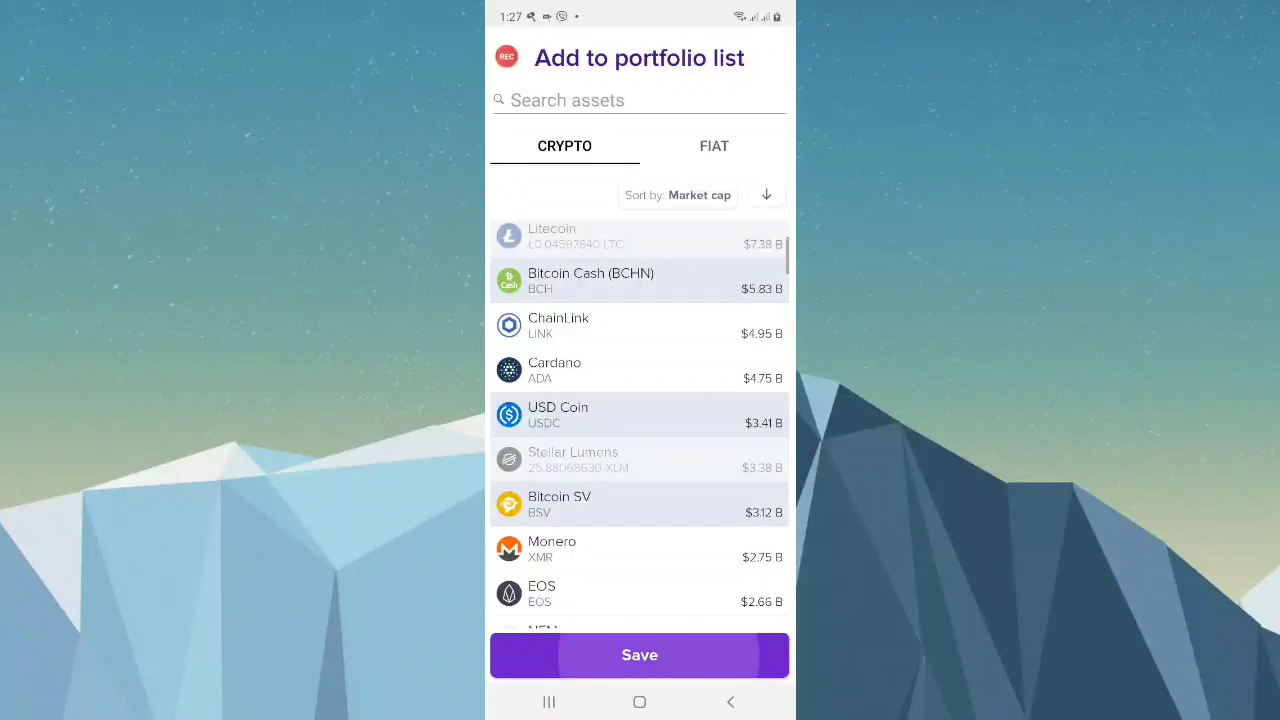 1:27
REC
Add to portfolio list
Search assets
CRYPTO FIAT
Sort by: Market cap
Litecoin
Ł0.04597840 LTC $7.38 B
Bitcoin Cash (BCHN)
Cash BCH $5.83 B
ChainLink
LINK $4.95 B
Cardano
ADA $4.75 B
USD Coin
USDC $3.41 B
Stellar Lumens
25.88068630 XLM $3.38 B
Bitcoin SV
BSV $3.12 B
Monero
XMR $2.75 B
EOS
EOS $2.66 B
Save